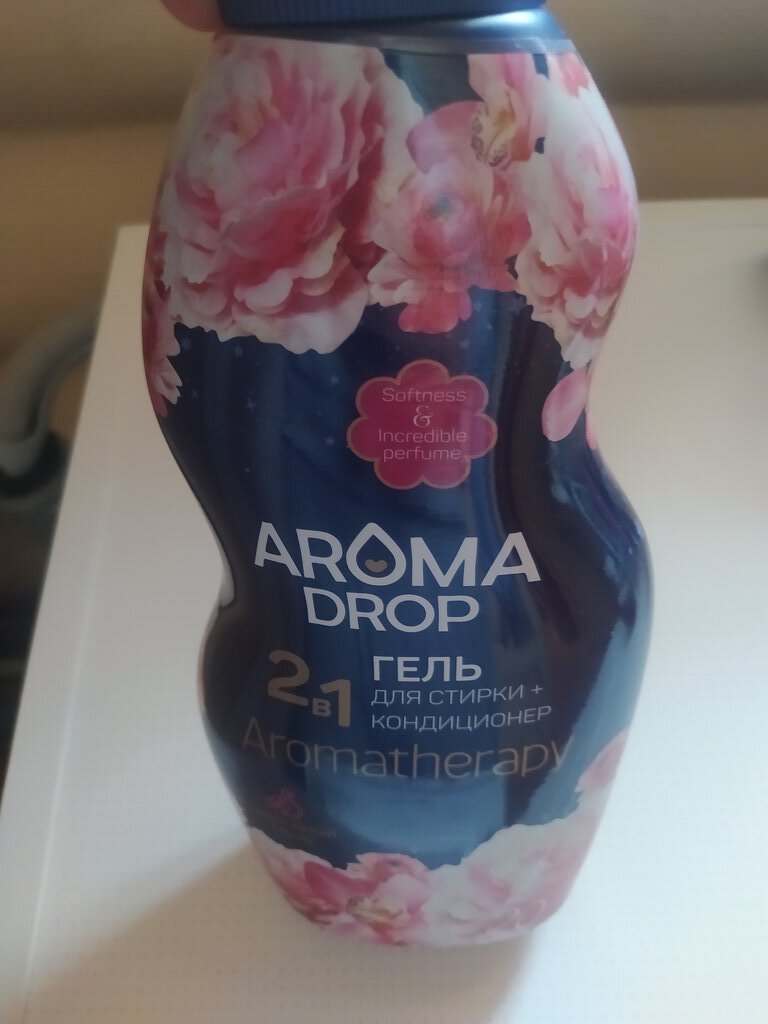 Softness
&
Incredible
perfume
AROMA
DROP
2в1
ГЕЛЬ
ДЛЯ СТИРКИ +
КОНДИЦИОНЕР
Aromatherapy